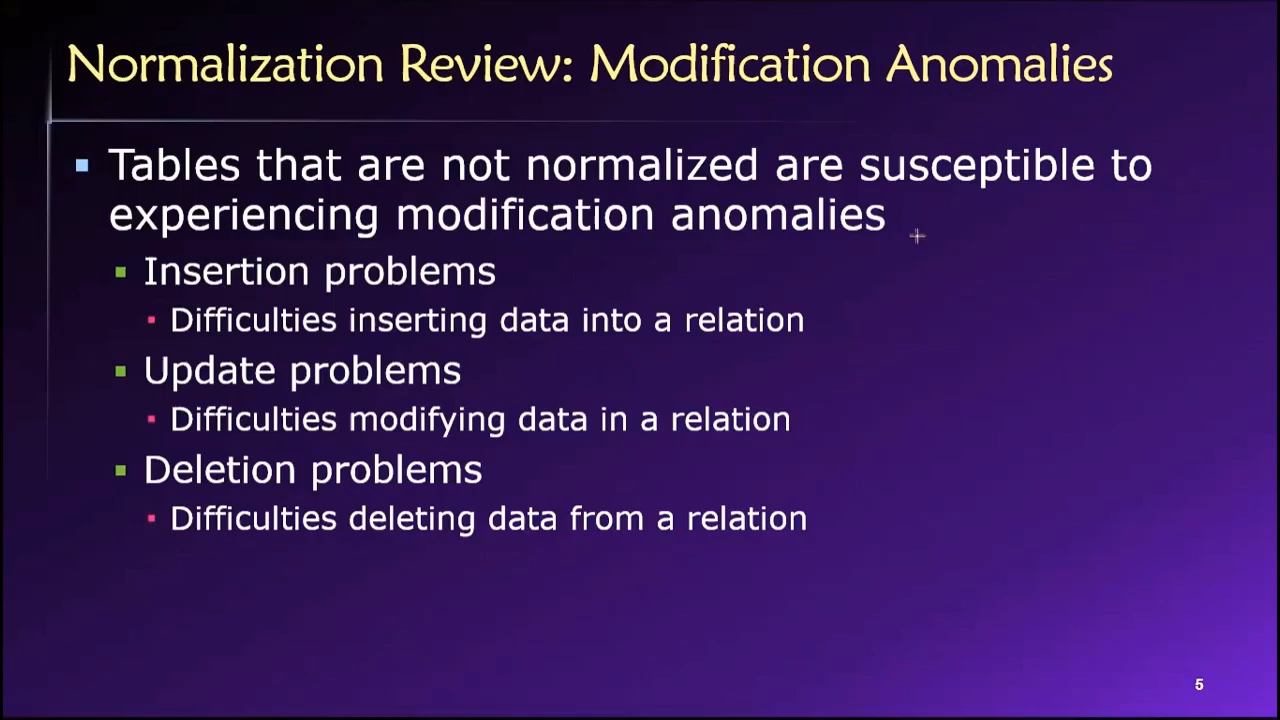 Normalization Review: Modification Anomalies
Tables that are not normalized are susceptible to
experiencing modification anomalies
Insertion problems
Difficulties inserting data into a relation
Update problems
Difficulties modifying data in a relation
Deletion problems
Difficulties deleting data from a relation
5